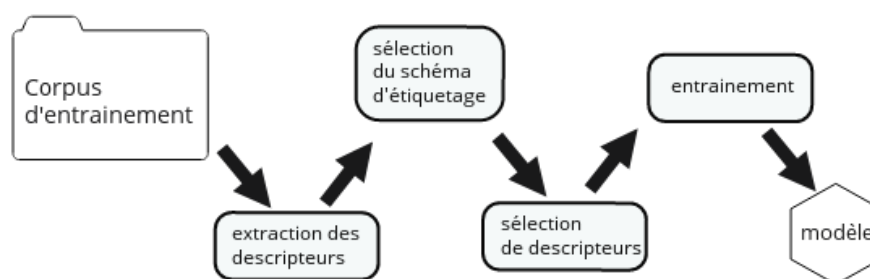 Corpus
d'entrainement
extraction des
descripteurs
sélection
du schéma
d'étiquetage
sélection
de descripteurs
entrainement
modèle